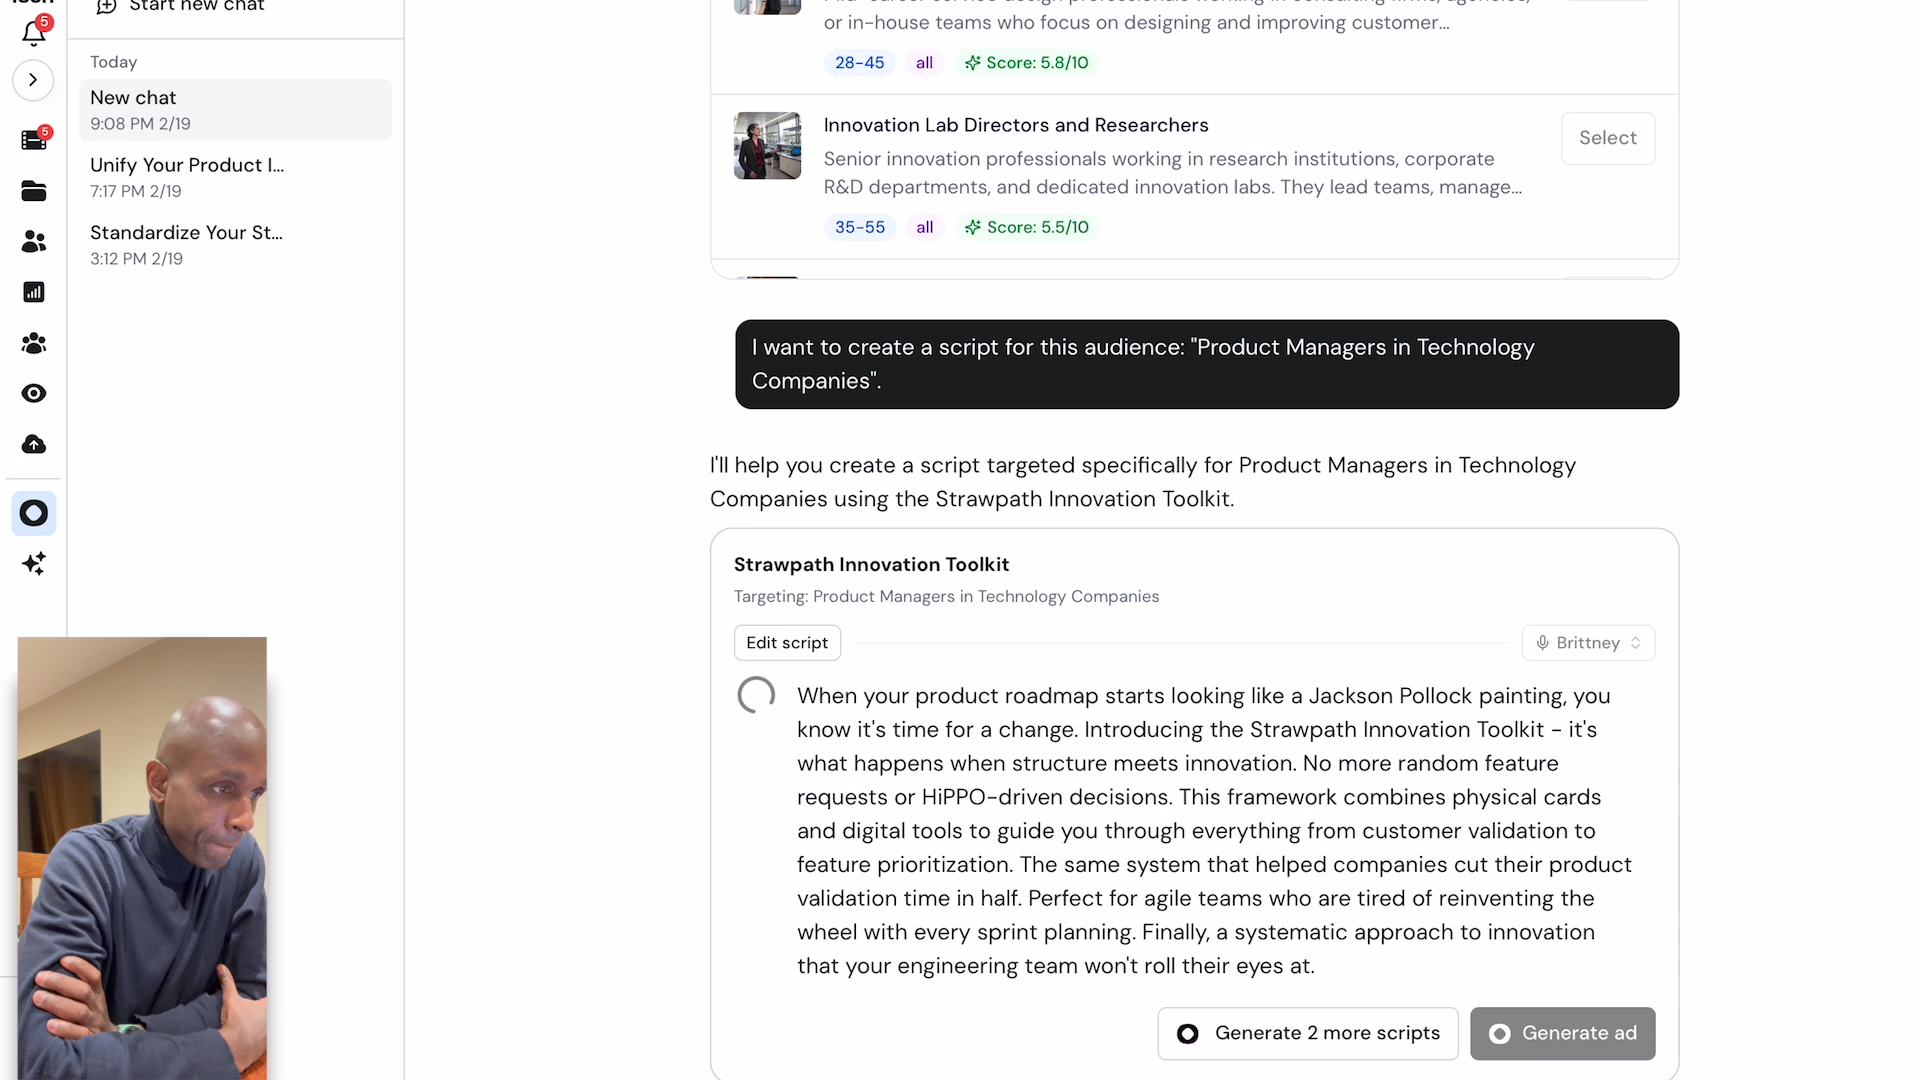 5
Start new chat
Today
New chat
9:08 PM 2/19
5
Unify Your Product I...
7:17 PM 2/19
Standardize Your St...
3:12 PM 2/19
or in-house teams who focus on designing and improving customer...
28-45 all Score: 5.8/10
Innovation Lab Directors and Researchers
Select
Senior innovation professionals working in research institutions, corporate
R&D departments, and dedicated innovation labs. They lead teams, manage...
35-55 all Score: 5.5/10
I want to create a script for this audience: "Product Managers in Technology
Companies".
I'll help you create a script targeted specifically for Product Managers in Technology
Companies using the Strawpath Innovation Toolkit.
Strawpath Innovation Toolkit
Targeting: Product Managers in Technology Companies
Edit script
Brittney
When your product roadmap starts looking like a Jackson Pollock painting, you
know it's time for a change. Introducing the Strawpath Innovation Toolkit - it's
what happens when structure meets innovation. No more random feature
requests or HiPPO-driven decisions. This framework combines physical cards
and digital tools to guide you through everything from customer validation to
feature prioritization. The same system that helped companies cut their product
validation time in half. Perfect for agile teams who are tired of reinventing the
wheel with every sprint planning. Finally, a systematic approach to innovation
that your engineering team won't roll their eyes at.
Generate 2 more scripts
Generate ad